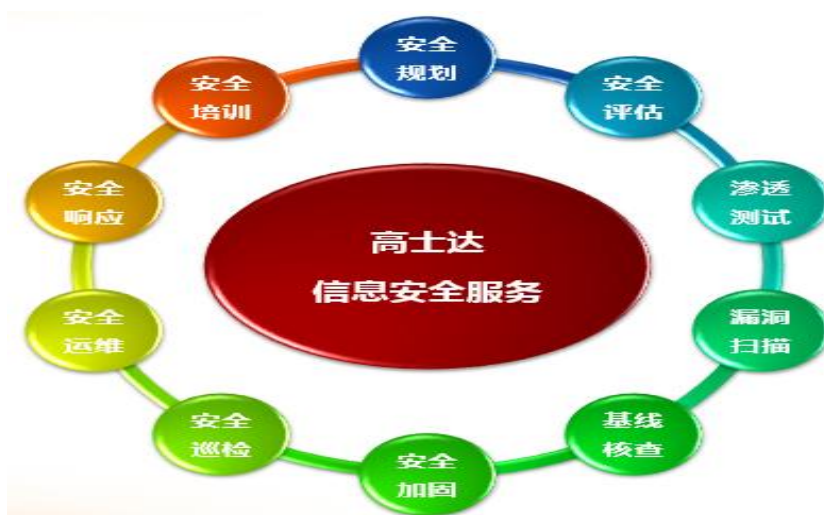 高士达
信息安全服务
安全
规划
安全
评估
渗透
测试
漏洞
扫描
基线
核查
安全
加固
安全
巡检
安全
运维
安全
响应
安全
培训